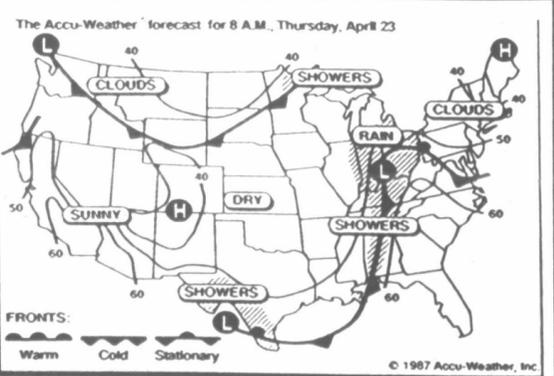 The Accu-Weather forecast for 8 A.M., Thursday, April 23
L
H
40
40
CLOUDS
SHOWERS
40
CLOUDS
40
RAIN
50
L
40
DRY
50
SUNNY
H
60
SHOWERS
60
60
SHOWERS
60
L
FRONTS:
Warm Cold Stationary
© 1987 Accu-Weather, Inc.